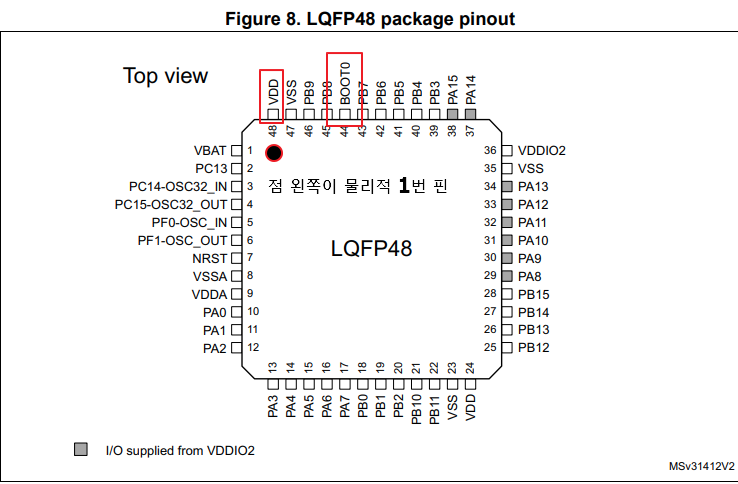 Figure 8. LQFP48 package pinout
Top view
VDD
VSS
PB9
PB8
BOOT0
PB7
PB6
PB5
PB4
PB3
PA15
PA14
48 47 46 45 44 43 42 41 40 39 38 37
VBAT 1
PC13 2
PC14-OSC32_IN 3
PC15-OSC32_OUT 4
PF0-OSC_IN 5
PF1-OSC_OUT 6
NRST 7
VSSA 8
VDDA 9
PA0 10
PA1 11
PA2 12
점 왼쪽이 물리적 1번 핀
LQFP48
36 VDDIO2
35 VSS
34 PA13
33 PA12
32 PA11
31 PA10
30 PA9
29 PA8
28 PB15
27 PB14
26 PB13
25 PB12
13 14 15 16 17 18 19 20 21 22 23 24
PA3
PA4
PA5
PA6
PA7
PB0
PB1
PB2
PB10
PB11
VSS
VDD
I/O supplied from VDDIO2
MSv31412V2